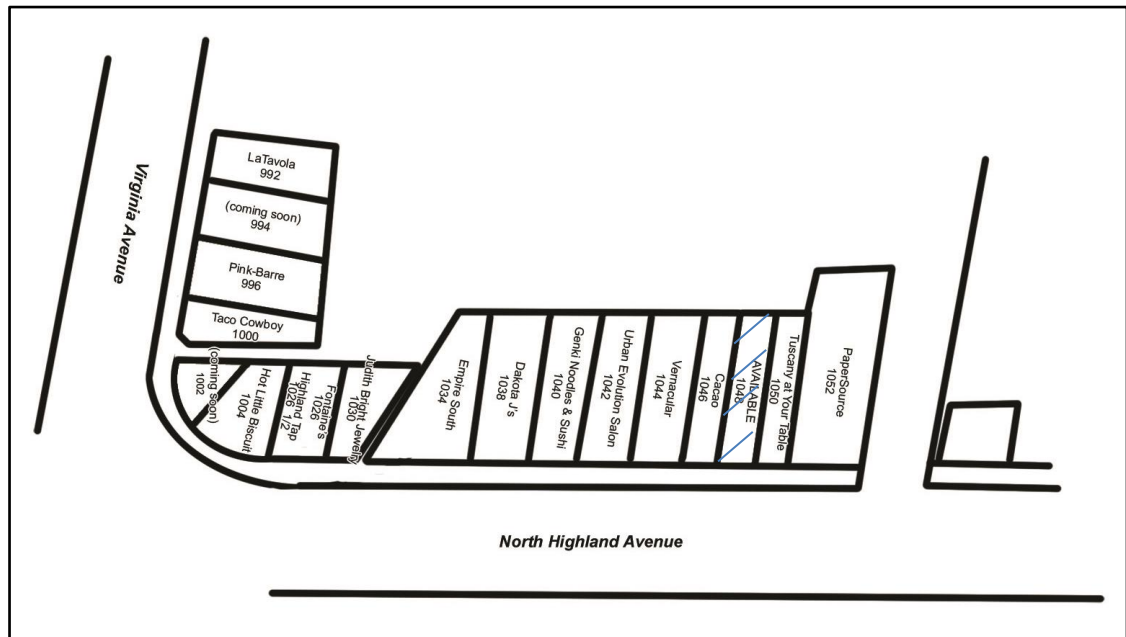 Virginia Avenue
LaTavola
992
(coming soon)
994
Pink-Barre
996
Taco Cowboy
1000
(coming soon)
1002
Hot Little Biscuit
1004
Fontaine's
1026
Highland Tap
1026 1/2
Judith Bright Jewelry
1030
Empire South
1034
Dakota J's
1038
Genki Noodles & Sushi
1040
Urban Evolution Salon
1042
Vernacular
1044
Cacao
1046
AVAILABLE
1048
Tuscany at Your Table
1050
PaperSource
1052
North Highland Avenue